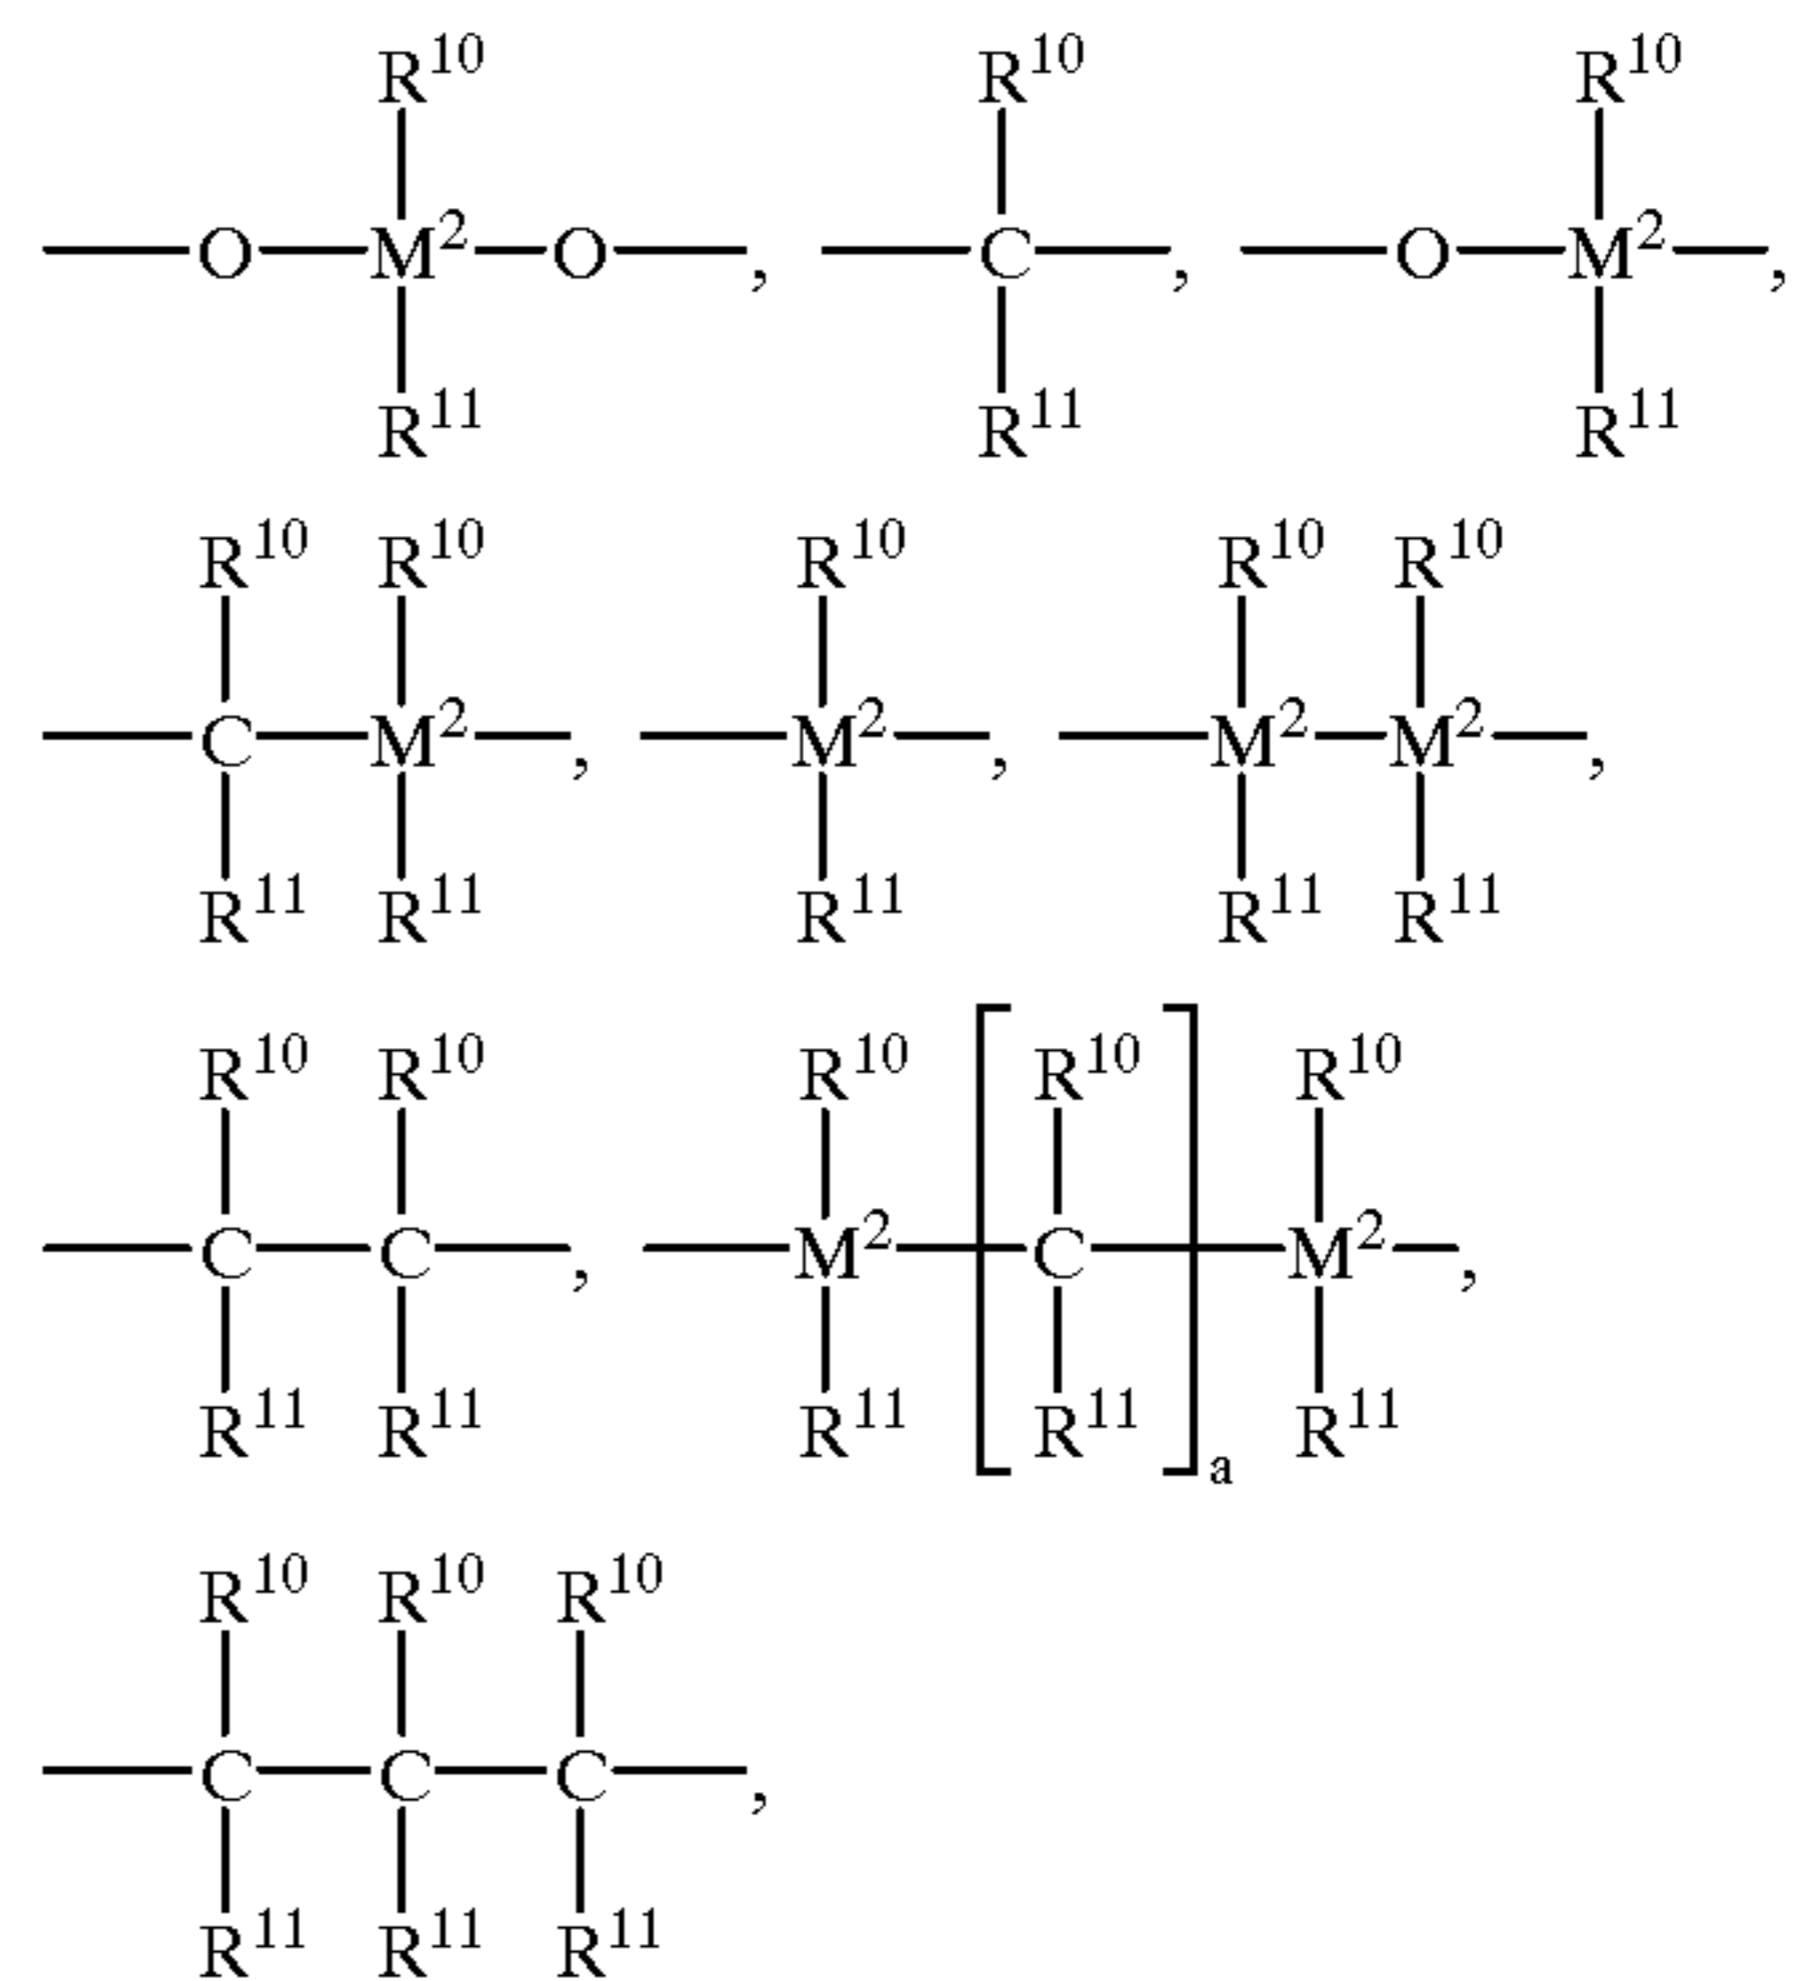 R¹⁰ R¹⁰ R¹⁰
—O—M²—O—, —C—, —O—M²—,
R¹¹ R¹¹ R¹¹
R¹⁰ R¹⁰ R¹⁰ R¹⁰ R¹⁰
—C—M²—, —M²—, —M²—M²—,
R¹¹ R¹¹ R¹¹ R¹¹ R¹¹
R¹⁰ R¹⁰ R¹⁰ R¹⁰ R¹⁰
—C—C—, —M²—[C]—M²—,
R¹¹ R¹¹ R¹¹ R¹¹ R¹¹
a
R¹⁰ R¹⁰ R¹⁰
—C—C—C—,
R¹¹ R¹¹ R¹¹